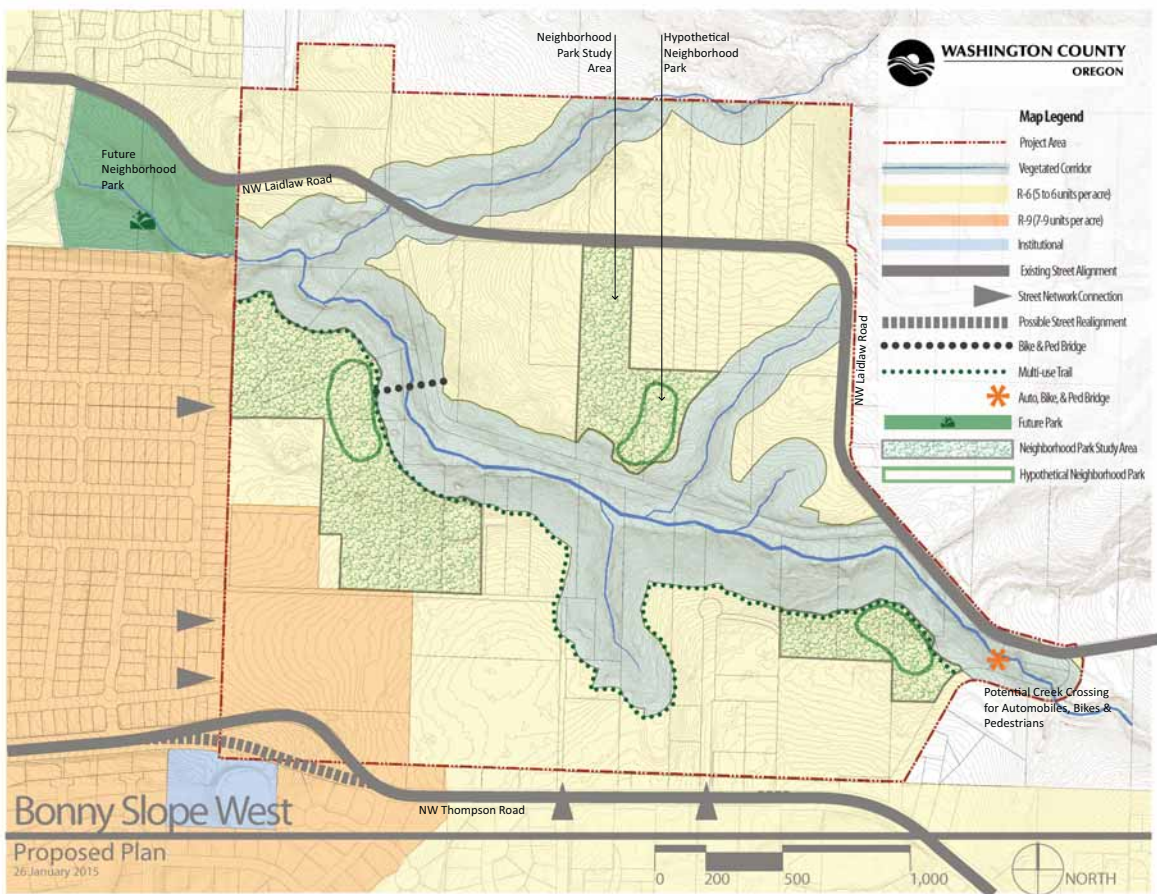 Neighborhood
Park Study
Area
Hypothetical
Neighborhood
Park
WASHINGTON COUNTY
OREGON
Map Legend
Project Area
Vegetated Corridor
R-6 (5 to 6 units per acre)
R-9 (7-9 units per acre)
Institutional
Existing Street Alignment
Street Network Connection
Possible Street Realignment
Bike & Ped Bridge
Multi-use Trail
Auto, Bike, & Ped Bridge
Future Park
Neighborhood Park Study Area
Hypothetical Neighborhood Park
Future
Neighborhood
Park
NW Laidlaw Road
NW Laidlaw Road
Potential Creek Crossing
for Automobiles, Bikes &
Pedestrians
NW Thompson Road
Bonny Slope West
Proposed Plan
26 January 2015
0 200 500 1,000
NORTH